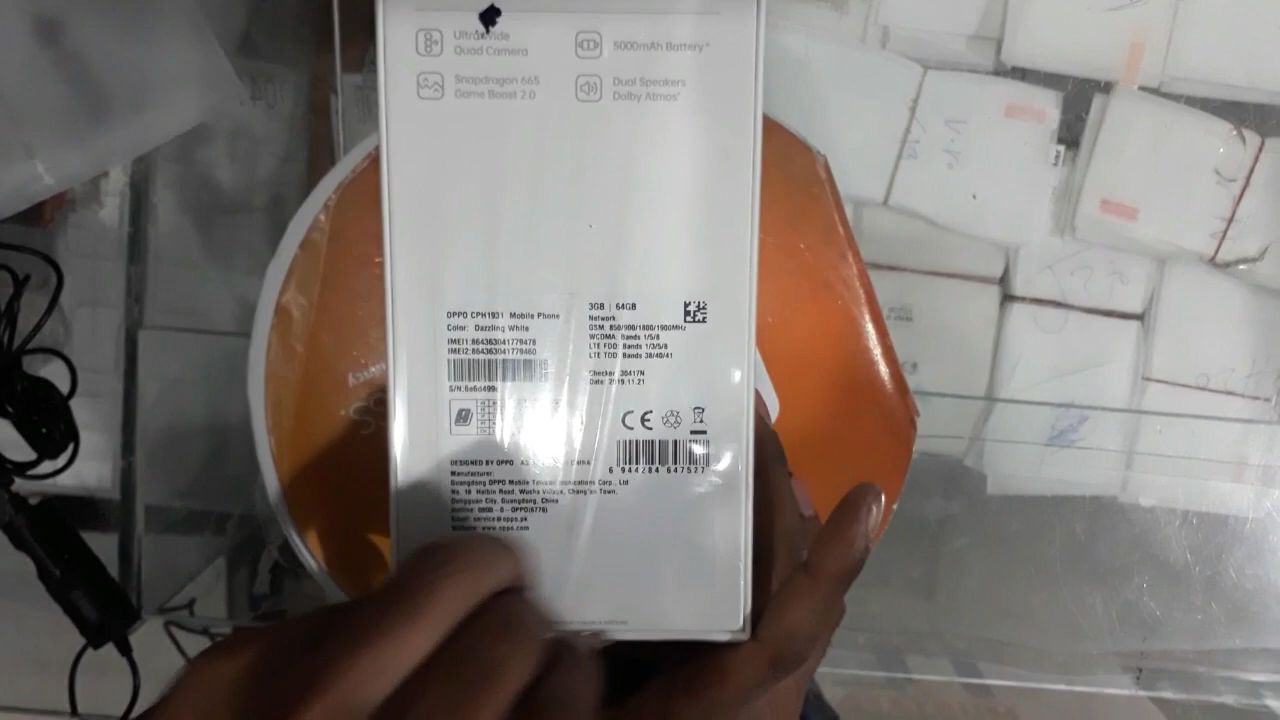 Ultra Wide
Quad Camera
5000mAh Battery*
Snapdragon 665
Game Boost 2.0
Dual Speakers
Dolby Atmos*
OPPO CPH1931 Mobile Phone
Color: Dazzling White
IMEI1:864363041779478
IMEI2:864363041779460
S/N:6e6d499
3GB | 64GB
Network
GSM: 850/900/1800/1900MHz
WCDMA: Bands 1/5/8
LTE FDD: Bands 1/3/5/8
LTE TDD: Bands 38/40/41
Checker 30417N
Date: 2019.11.21
CE
6 944284 647527
DESIGNED BY OPPO
Manufacturer:
Guangdong OPPO Mobile Telecommunications Corp., Ltd
No. 18 Haibin Road, Wusha Village, Chang'an Town,
Dongguan City, Guangdong, China
Hotline: 0800-0-OPPO(6776)
Email: service@oppo.pk
Website: www.oppo.com